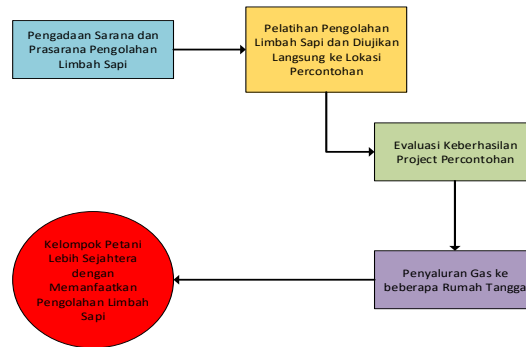 Pengadaan Sarana dan
Prasarana Pengolahan
Limbah Sapi
Pelatihan Pengolahan
Limbah Sapi dan Diujikan
Langsung ke Lokasi
Percontohan
Evaluasi Keberhasilan
Project Percontohan
Penyaluran Gas ke
beberapa Rumah Tangga
Kelompok Petani
Lebih Sejahtera
dengan
Memanfaatkan
Pengolahan Limbah
Sapi